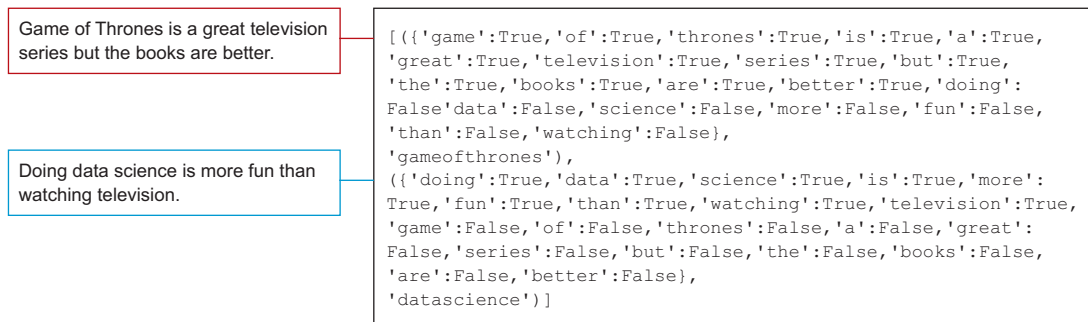 Game of Thrones is a great television
series but the books are better.
Doing data science is more fun than
watching television.
[({'game':True,'of':True,'thrones':True,'is':True,'a':True,
'great':True,'television':True,'series':True,'but':True,
'the':True,'books':True,'are':True,'better':True,'doing':
False'data':False,'science':False,'more':False,'fun':False,
'than':False,'watching':False},
'gameofthrones'),
({'doing':True,'data':True,'science':True,'is':True,'more':
True,'fun':True,'than':True,'watching':True,'television':True,
'game':False,'of':False,'thrones':False,'a':False,'great':
False,'series':False,'but':False,'the':False,'books':False,
'are':False,'better':False},
'datascience')]